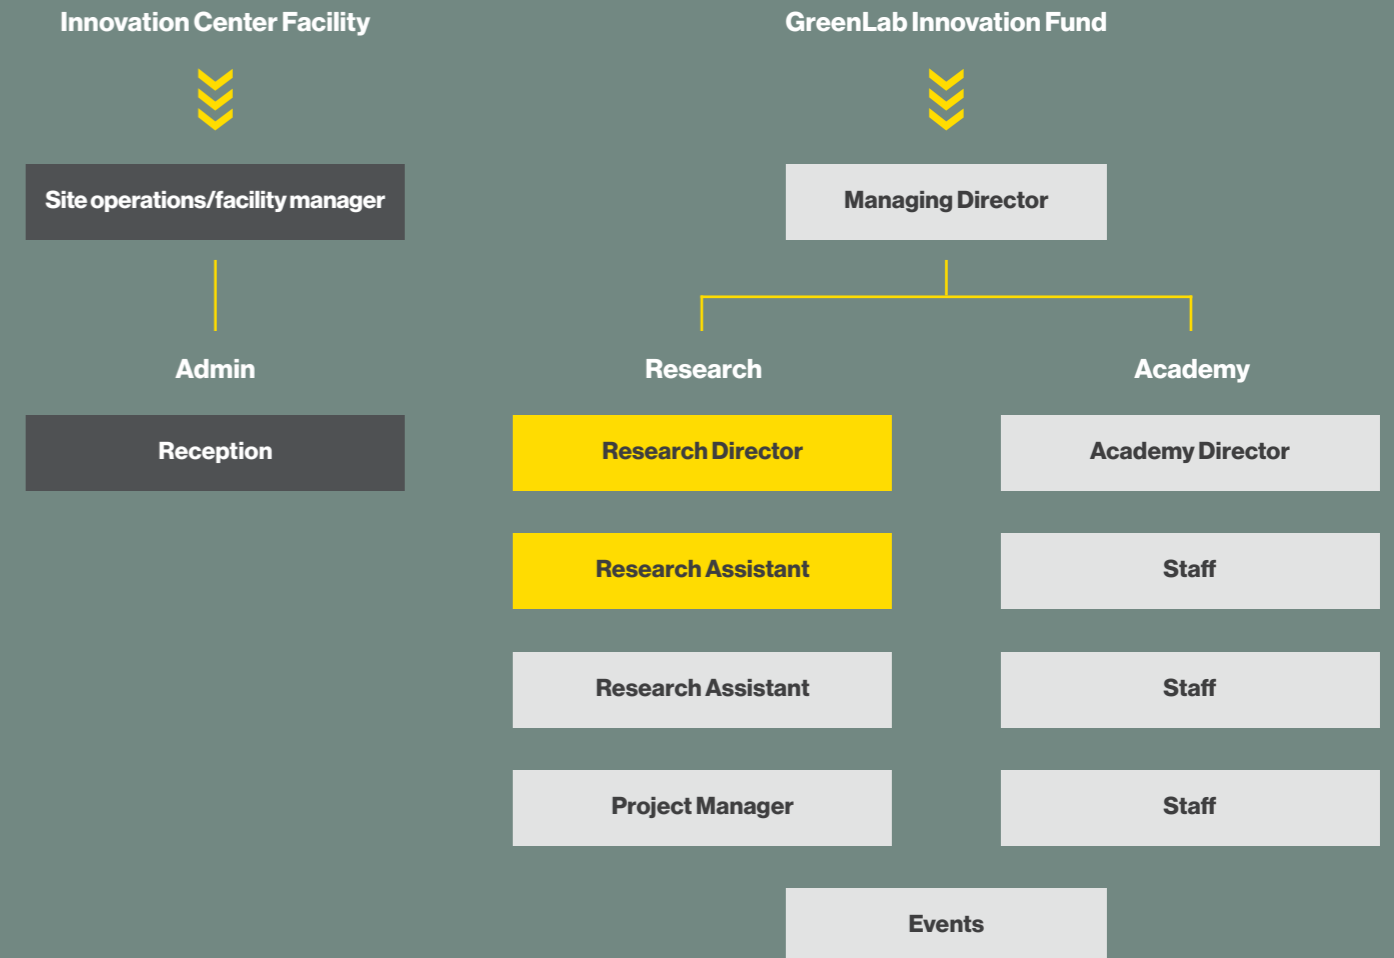 Innovation Center Facility
GreenLab Innovation Fund
Site operations/facility manager
Managing Director
Admin
Research
Academy
Reception
Research Director
Academy Director
Research Assistant
Staff
Research Assistant
Staff
Project Manager
Staff
Events